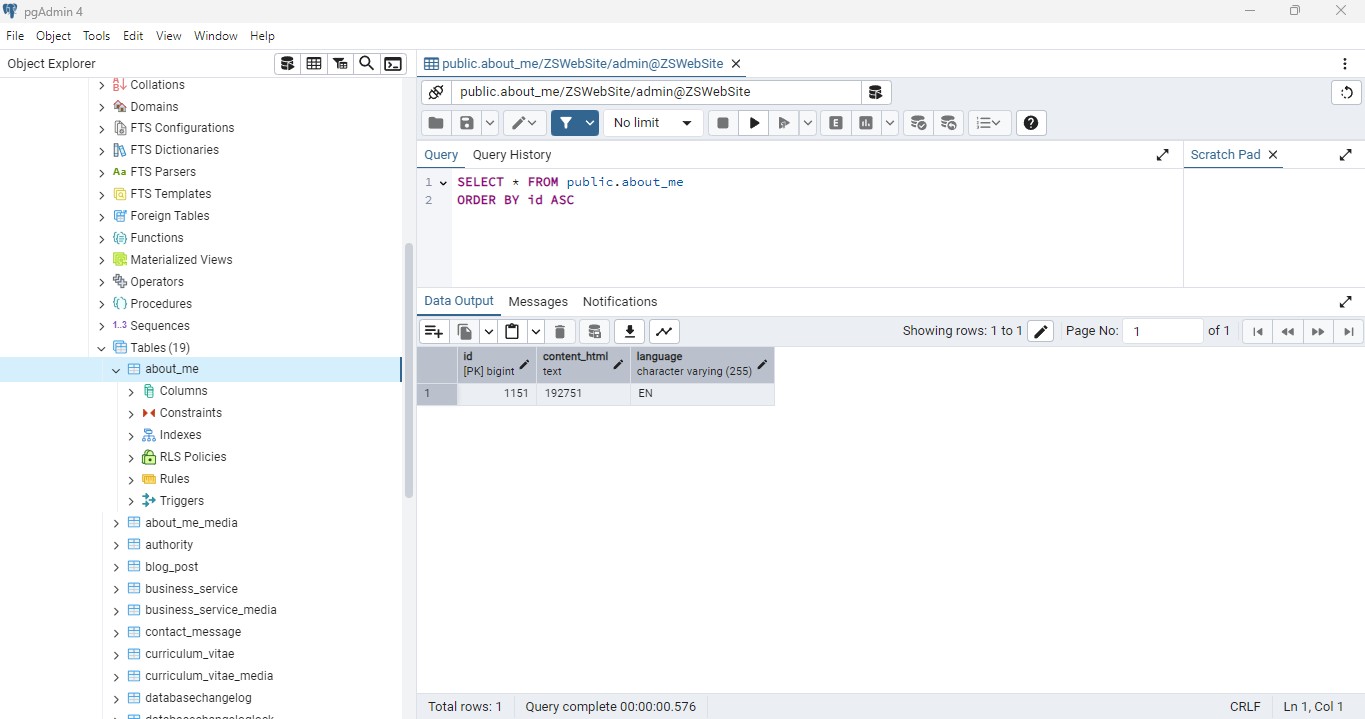 pgAdmin 4
File Object Tools Edit View Window Help
Object Explorer
Collations
Domains
FTS Configurations
FTS Dictionaries
Aa FTS Parsers
FTS Templates
Foreign Tables
Functions
Materialized Views
Operators
Procedures
1..3 Sequences
Tables (19)
about_me
Columns
Constraints
Indexes
RLS Policies
Rules
Triggers
about_me_media
authority
blog_post
business_service
business_service_media
contact_message
curriculum_vitae
curriculum_vitae_media
databasechangelog
public.about_me/ZSWebSite/admin@ZSWebSite
public.about_me/ZSWebSite/admin@ZSWebSite
No limit E
Query Query History
Scratch Pad
1 SELECT * FROM public.about_me
2 ORDER BY id ASC
Data Output Messages Notifications
Showing rows: 1 to 1 Page No: 1 of 1
id content_html language
[PK] bigint text character varying (255)
1 1151 192751 EN
Total rows: 1 Query complete 00:00:00.576 CRLF Ln 1, Col 1